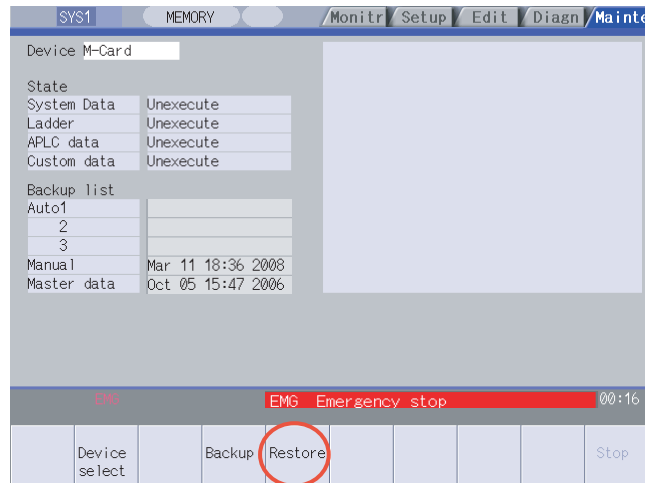 SYS1 MEMORY Monitr Setup Edit Diagn Mainte
Device M-Card
State
System Data Unexecute
Ladder Unexecute
APLC data Unexecute
Custom data Unexecute
Backup list
Auto1
2
3
Manual Mar 11 18:36 2008
Master data Oct 05 15:47 2006
EMG Emergency stop 00:16
Device select Backup Restore Stop